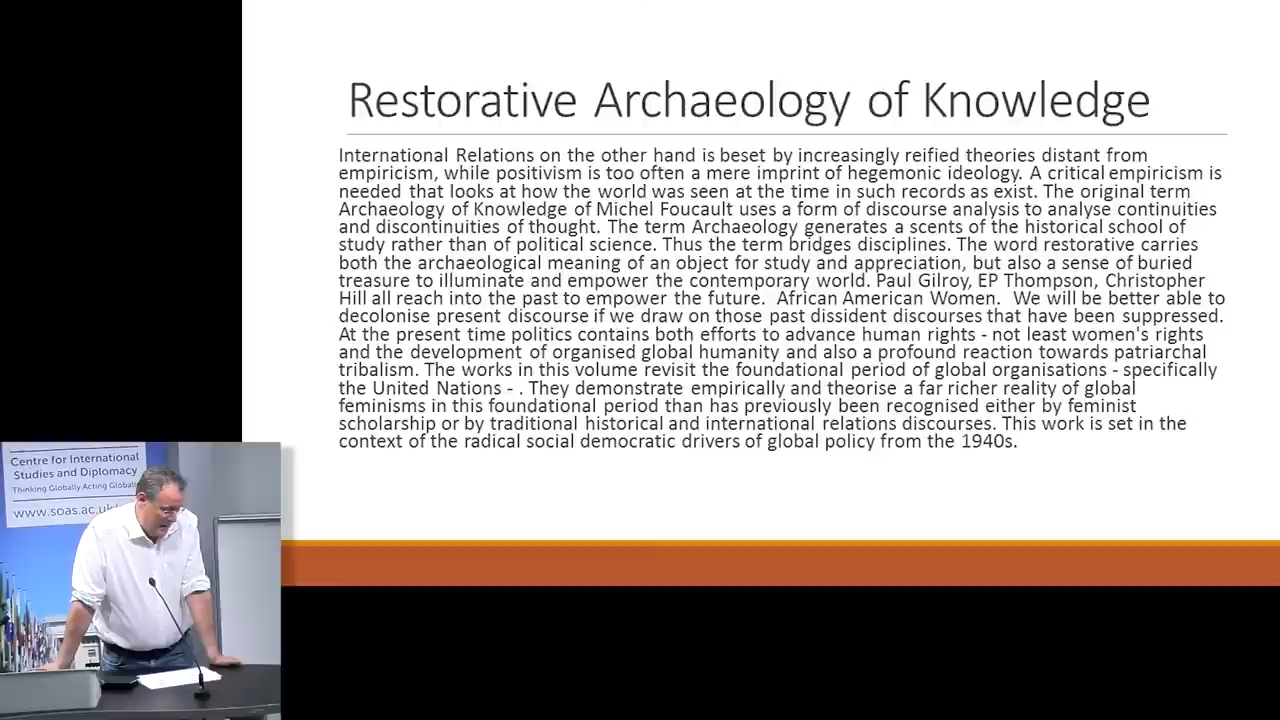 Restorative Archaeology of Knowledge
International Relations on the other hand is beset by increasingly reified theories distant from
empiricism, while positivism is too often a mere imprint of hegemonic ideology. A critical empiricism is
needed that looks at how the world was seen at the time in such records as exist. The original term
Archaeology of Knowledge of Michel Foucault uses a form of discourse analysis to analyse continuities
and discontinuities of thought. The term Archaeology generates a scents of the historical school of
study rather than of political science. Thus the term bridges disciplines. The word restorative carries
both the archaeological meaning of an object for study and appreciation, but also a sense of buried
treasure to illuminate and empower the contemporary world. Paul Gilroy, EP Thompson, Christopher
Hill all reach into the past to empower the future.  African American Women.  We will be better able to
decolonise present discourse if we draw on those past dissident discourses that have been suppressed.
At the present time politics contains both efforts to advance human rights - not least women's rights
and the development of organised global humanity and also a profound reaction towards patriarchal
tribalism. The works in this volume revisit the foundational period of global organisations - specifically
the United Nations - . They demonstrate empirically and theorise a far richer reality of global
feminisms in this foundational period than has previously been recognised either by feminist
scholarship or by traditional historical and international relations discourses. This work is set in the
context of the radical social democratic drivers of global policy from the 1940s.
Centre for International
Studies and Diplomacy
Thinking Globally Acting Globally
www.soas.ac.uk